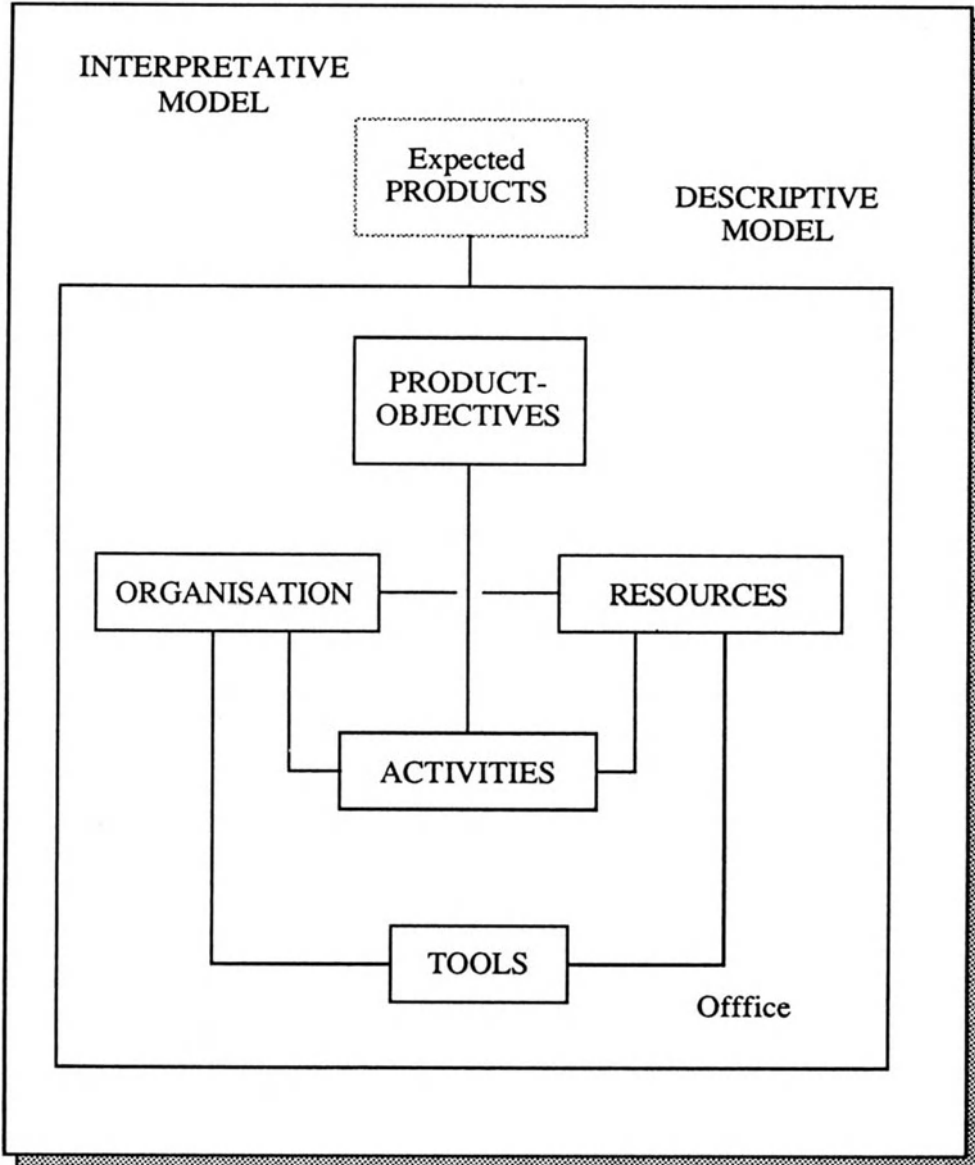 INTERPRETATIVE
MODEL
Expected
PRODUCTS
DESCRIPTIVE
MODEL
PRODUCT-
OBJECTIVES
ORGANISATION
RESOURCES
ACTIVITIES
TOOLS
Offfice